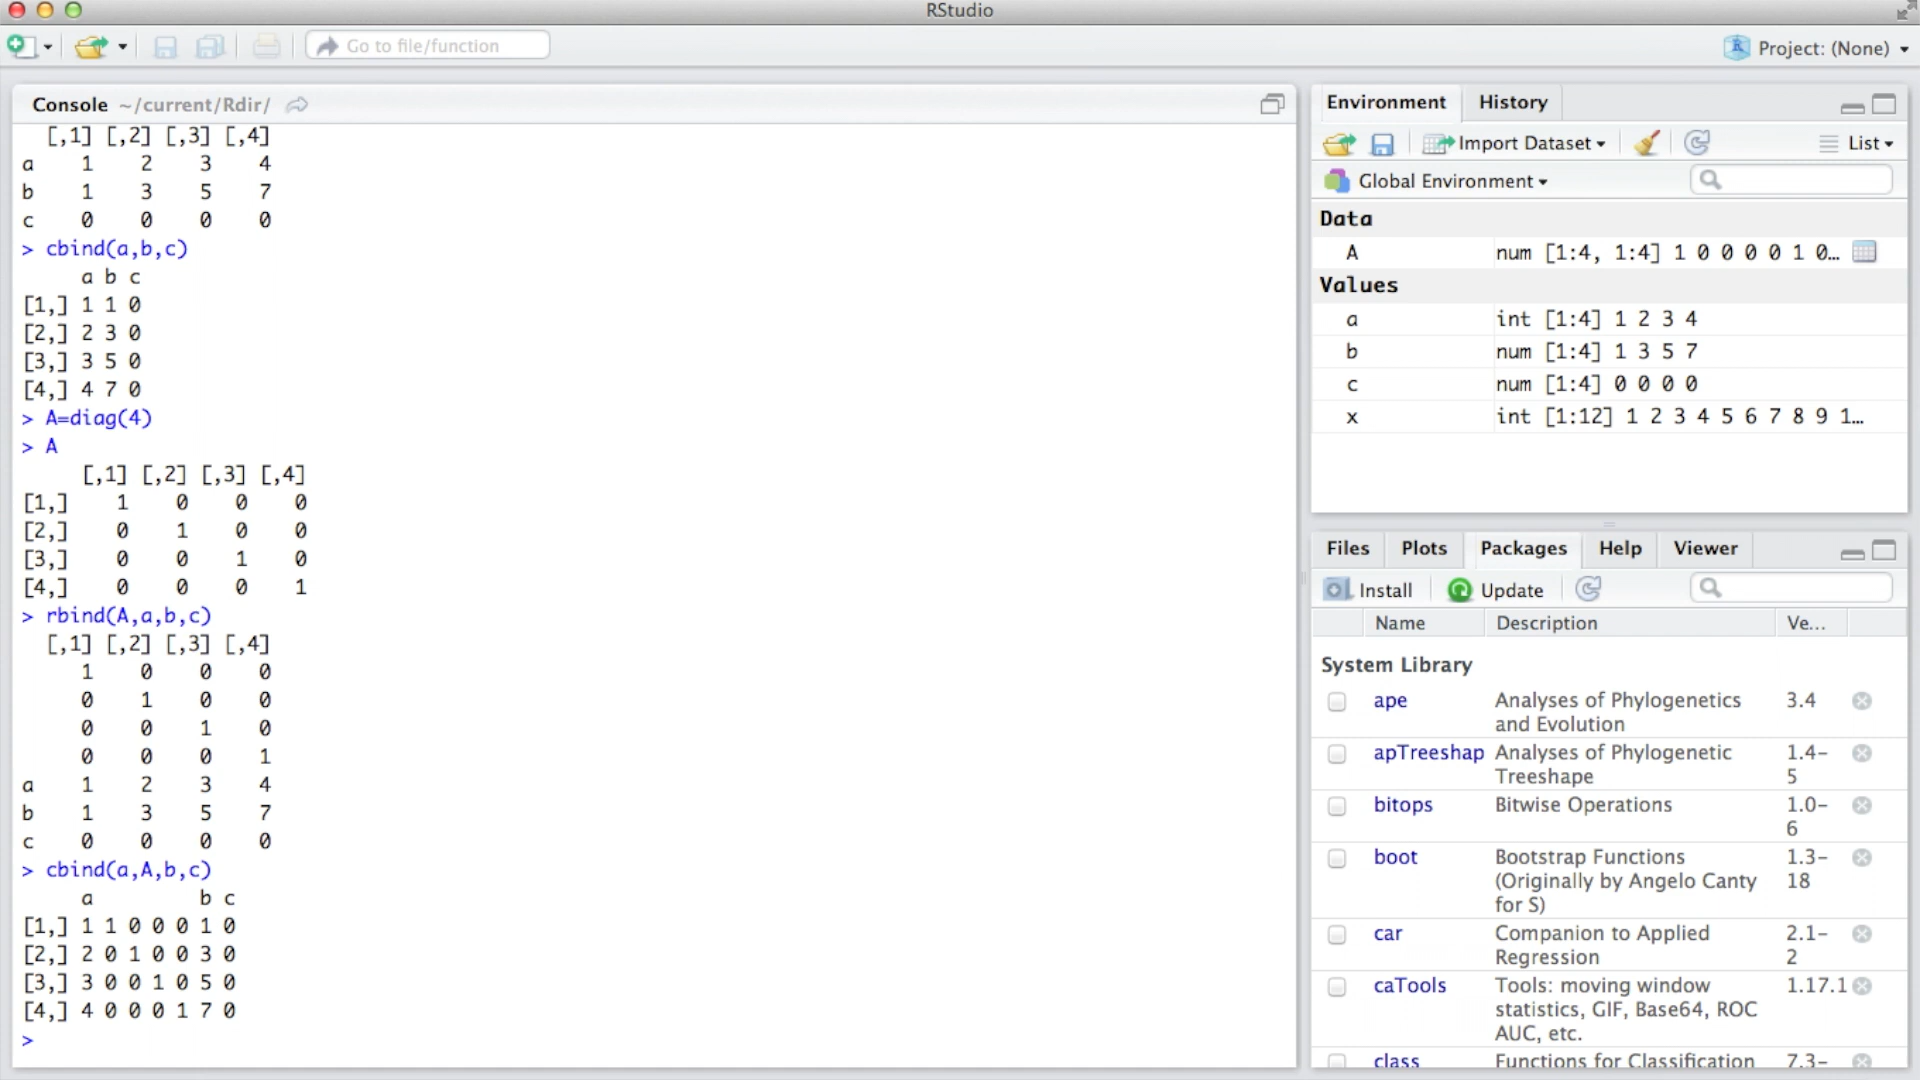 RStudio
Go to file/function
Project: (None)
Console ~/current/Rdir/
     [,1] [,2] [,3] [,4]
a    1    2    3    4
b    1    3    5    7
c    0    0    0    0
> cbind(a,b,c)
     a b c
[1,] 1 1 0
[2,] 2 3 0
[3,] 3 5 0
[4,] 4 7 0
> A=diag(4)
> A
     [,1] [,2] [,3] [,4]
[1,]    1    0    0    0
[2,]    0    1    0    0
[3,]    0    0    1    0
[4,]    0    0    0    1
> rbind(A,a,b,c)
  [,1] [,2] [,3] [,4]
     1    0    0    0
     0    1    0    0
     0    0    1    0
     0    0    0    1
a    1    2    3    4
b    1    3    5    7
c    0    0    0    0
> cbind(a,A,b,c)
     a         b c
[1,] 1 1 0 0 0 1 0
[2,] 2 0 1 0 0 3 0
[3,] 3 0 0 1 0 5 0
[4,] 4 0 0 0 1 7 0
>
Environment History
Import Dataset List
Global Environment
Data
A num [1:4, 1:4] 1 0 0 0 0 1 0…
Values
a int [1:4] 1 2 3 4
b num [1:4] 1 3 5 7
c num [1:4] 0 0 0 0
x int [1:12] 1 2 3 4 5 6 7 8 9 1…
Files Plots Packages Help Viewer
Install Update
Name Description Ve...
System Library
ape Analyses of Phylogenetics 3.4
and Evolution
apTreeshap Analyses of Phylogenetic 1.4-
Treeshape 5
bitops Bitwise Operations 1.0-
6
boot Bootstrap Functions 1.3-
(Originally by Angelo Canty 18
for S)
car Companion to Applied 2.1-
Regression 2
caTools Tools: moving window 1.17.1
statistics, GIF, Base64, ROC
AUC, etc.
class Functions for Classification 7.3-